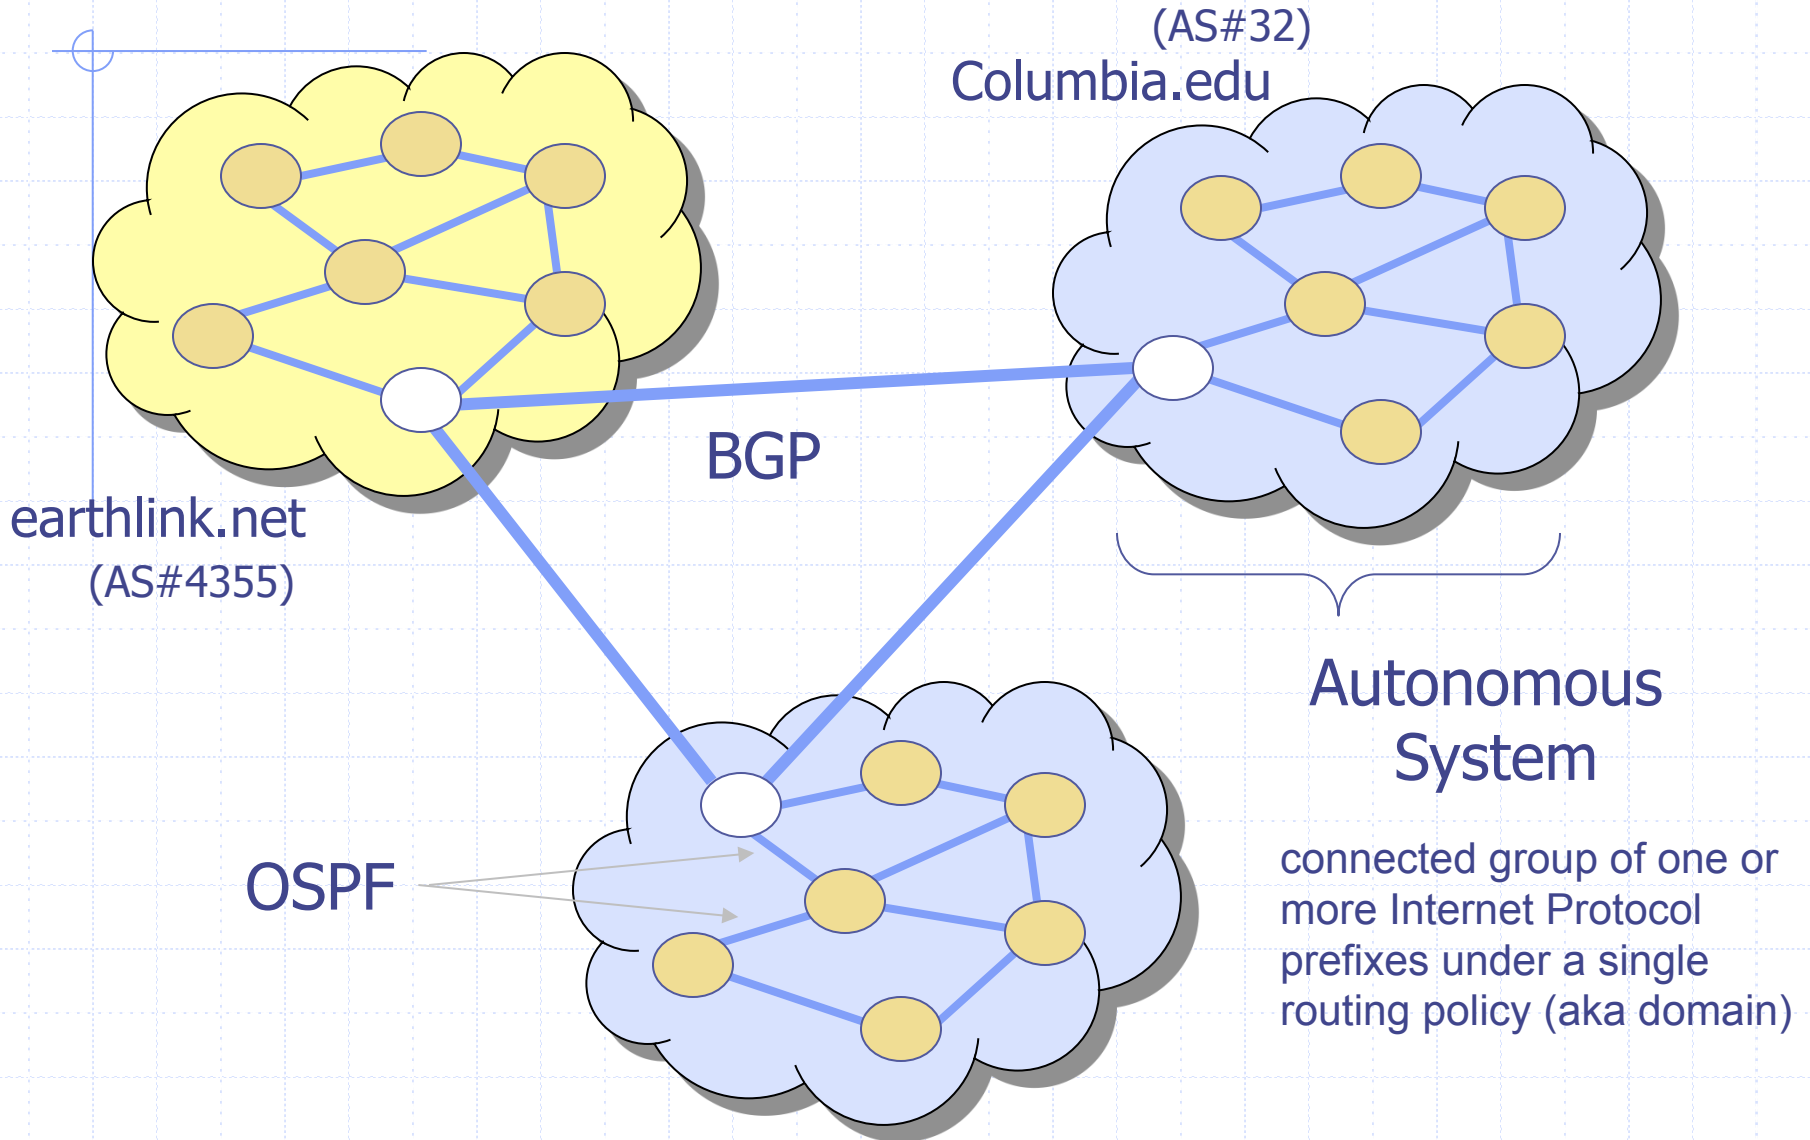 (AS#32)
Columbia.edu
BGP
earthlink.net
(AS#4355)
Autonomous
System
OSPF
connected group of one or
more Internet Protocol
prefixes under a single
routing policy (aka domain)